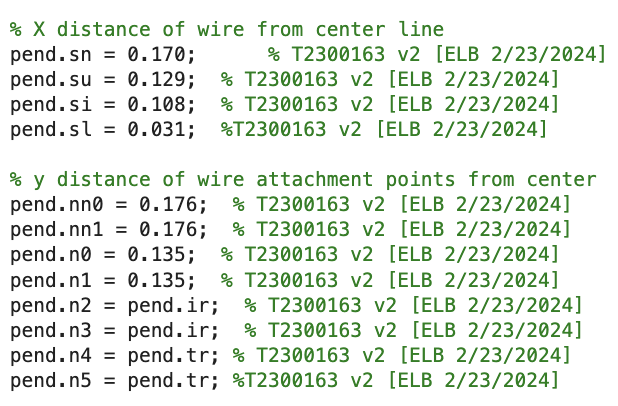 % X distance of wire from center line
pend.sn = 0.170;      % T2300163 v2 [ELB 2/23/2024]
pend.su = 0.129;  % T2300163 v2 [ELB 2/23/2024]
pend.si = 0.108;  % T2300163 v2 [ELB 2/23/2024]
pend.sl = 0.031;  %T2300163 v2 [ELB 2/23/2024]

% y distance of wire attachment points from center
pend.nn0 = 0.176;  % T2300163 v2 [ELB 2/23/2024]
pend.nn1 = 0.176;  % T2300163 v2 [ELB 2/23/2024]
pend.n0 = 0.135;  % T2300163 v2 [ELB 2/23/2024]
pend.n1 = 0.135;  % T2300163 v2 [ELB 2/23/2024]
pend.n2 = pend.ir;  % T2300163 v2 [ELB 2/23/2024]
pend.n3 = pend.ir;  % T2300163 v2 [ELB 2/23/2024]
pend.n4 = pend.tr; % T2300163 v2 [ELB 2/23/2024]
pend.n5 = pend.tr; %T2300163 v2 [ELB 2/23/2024]